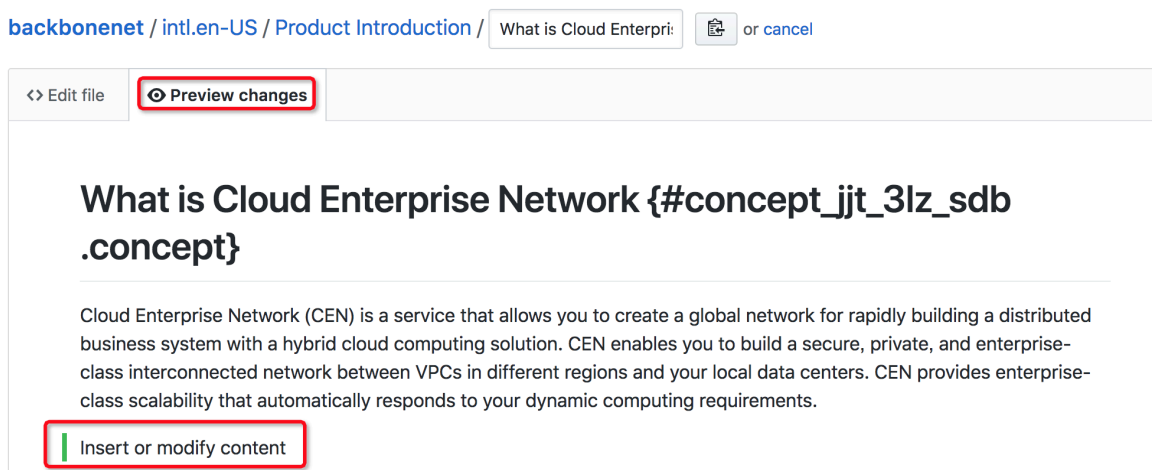 backbonenet / intl.en-US / Product Introduction / What is Cloud Enterpri or cancel
<> Edit file Preview changes
What is Cloud Enterprise Network {#concept_jjt_3lz_sdb
.concept}
Cloud Enterprise Network (CEN) is a service that allows you to create a global network for rapidly building a distributed
business system with a hybrid cloud computing solution. CEN enables you to build a secure, private, and enterprise-
class interconnected network between VPCs in different regions and your local data centers. CEN provides enterprise-
class scalability that automatically responds to your dynamic computing requirements.
Insert or modify content